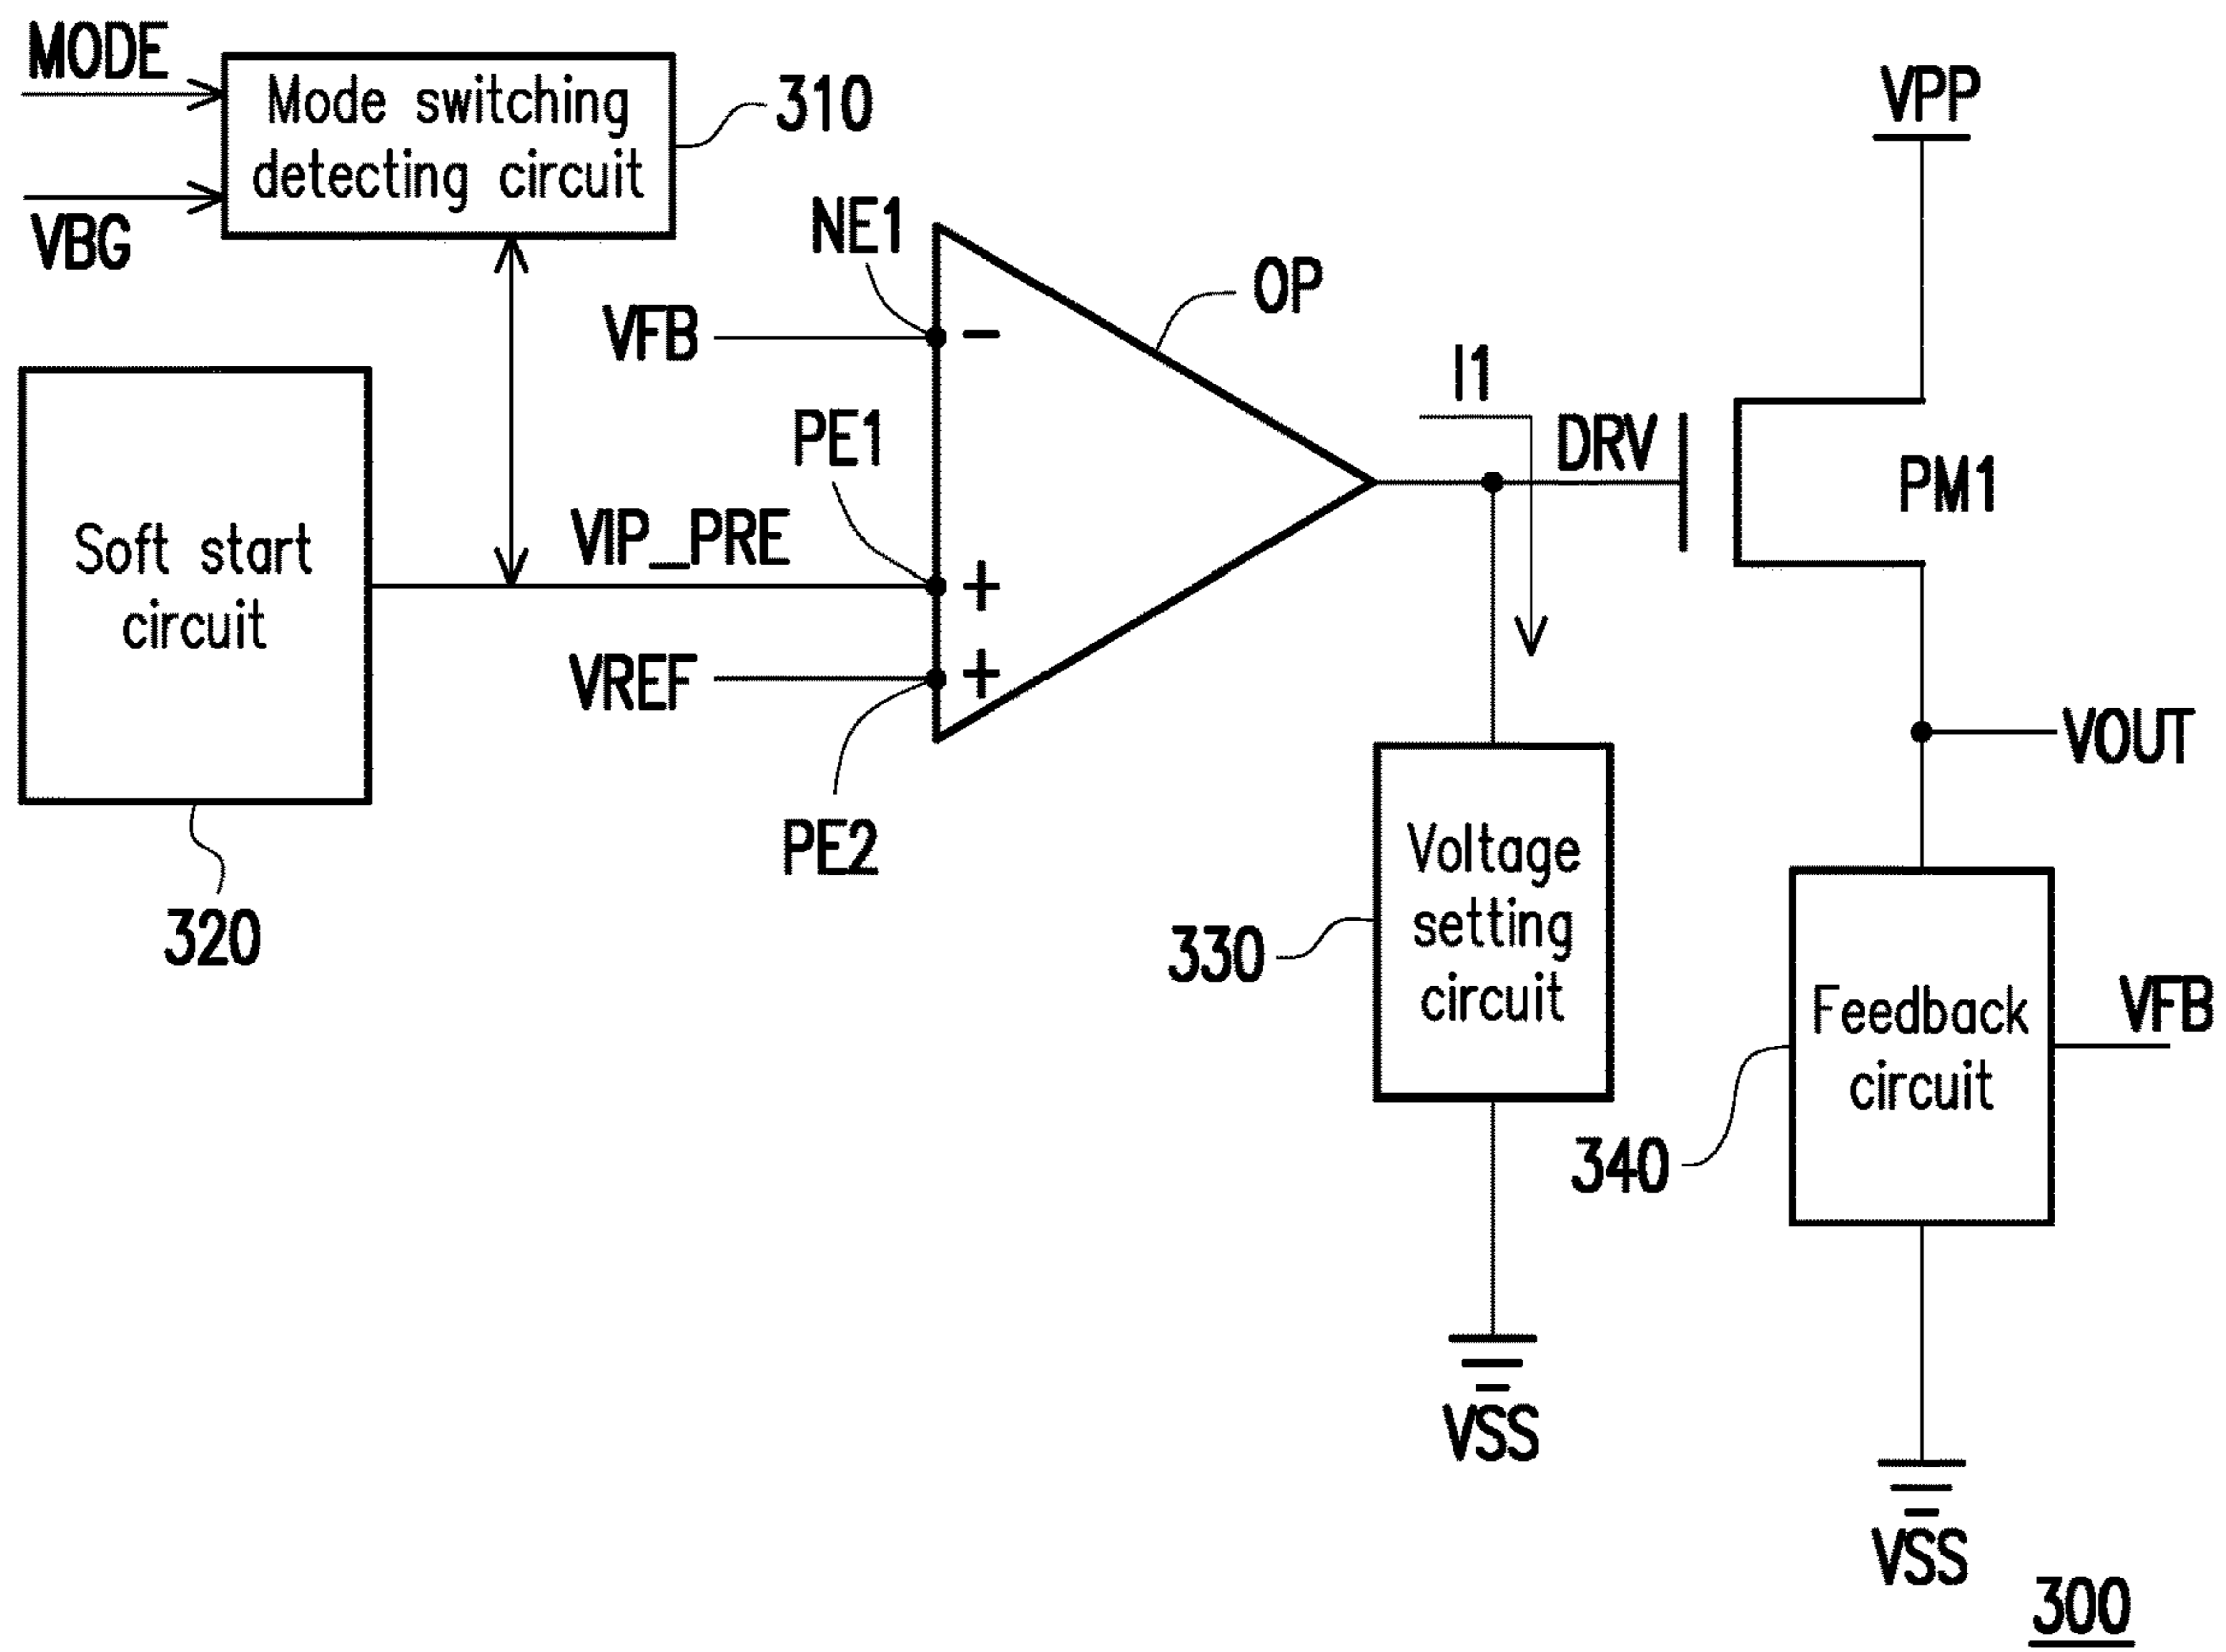 MODE
Mode switching
detecting circuit
310
VBG
VPP
NE1
OP
VFB
I1
PE1
DRV
PM1
Soft start
circuit
VIP_PRE
VREF
VOUT
PE2
320
Voltage
setting
circuit
330
Feedback
circuit
VFB
340
VSS
VSS
300
-
+
+